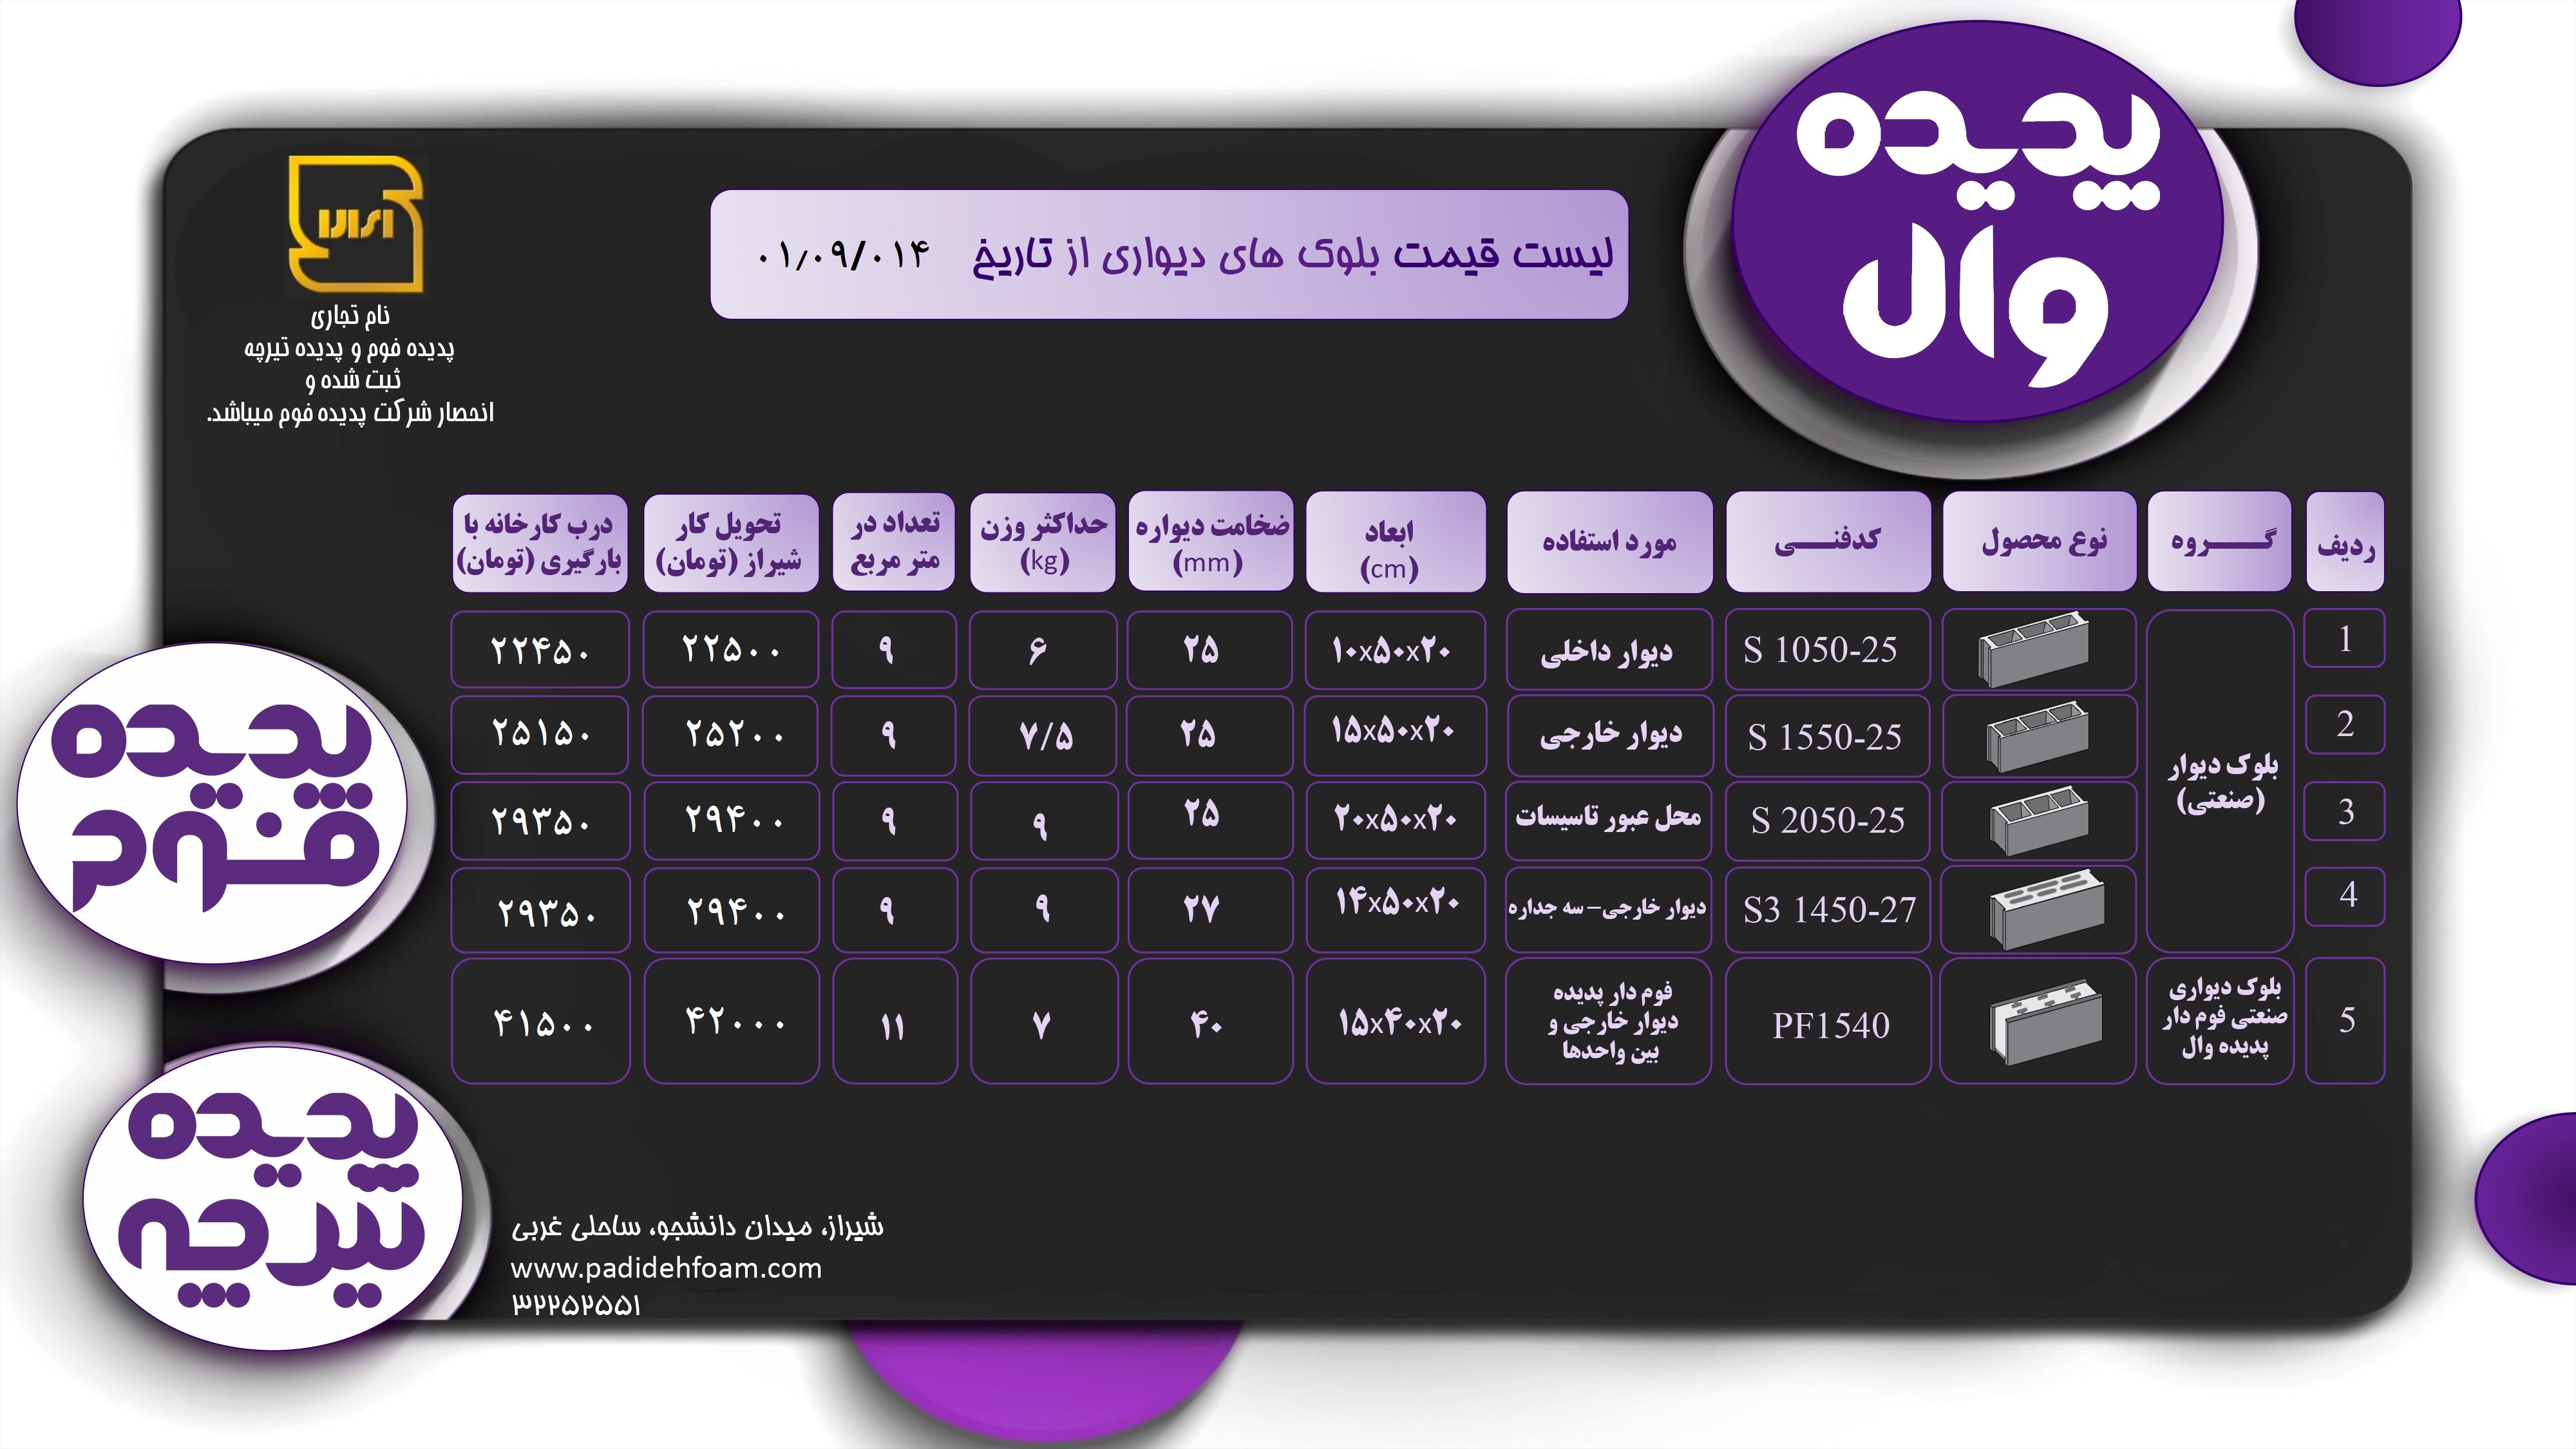 پدیده
وال
لیست قیمت بلوک های دیواری از تاریخ ۰۱/۰۹/۰۱۴
نام تجاری
پدیده فوم و پدیده تیرچه
ثبت شده و
انحصار شرکت پدیده فوم میباشد.
ردیف گـــــروه نوع محصول کدفنـــی مورد استفاده ابعاد (cm) ضخامت دیواره (mm) حداکثر وزن (kg) تعداد در متر مربع تحویل کار شیراز (تومان) درب کارخانه با بارگیری (تومان)
1 S 1050-25 دیوار داخلی ۱۰x۵۰x۲۰ ۲۵ ۶ ۹ ۲۲۵۰۰ ۲۲۴۵۰
2 S 1550-25 دیوار خارجی ۱۵x۵۰x۲۰ ۲۵ ۷/۵ ۹ ۲۵۲۰۰ ۲۵۱۵۰
بلوک دیوار
(صنعتی)
3 S 2050-25 محل عبور تاسیسات ۲۰x۵۰x۲۰ ۲۵ ۹ ۹ ۲۹۴۰۰ ۲۹۳۵۰
4 S3 1450-27 دیوار خارجی-سه جداره ۱۴x۵۰x۲۰ ۲۷ ۹ ۹ ۲۹۴۰۰ ۲۹۳۵۰
5 بلوک دیواری صنعتی فوم دار پدیده وال PF1540 فوم دار پدیده دیوار خارجی و بین واحدها ۱۵x۴۰x۲۰ ۴۰ ۷ ۱۱ ۴۲۰۰۰ ۴۱۵۰۰
پدیده
فوم
پدیده
تیرچه
شیراز، میدان دانشجو، ساحلی غربی
www.padidehfoam.com
۳۲۲۵۲۵۵۱